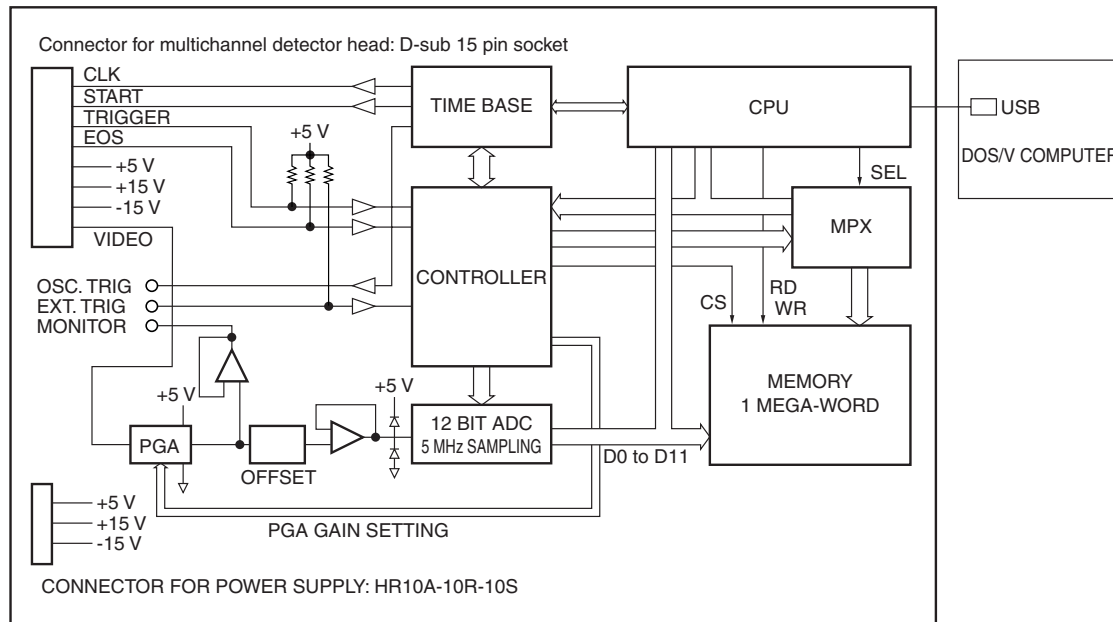 Connector for multichannel detector head: D-sub 15 pin socket
CLK
START
TRIGGER
EOS
+5 V
+15 V
-15 V
VIDEO
+5 V
TIME BASE
CPU
USB
DOS/V COMPUTER
SEL
MPX
CONTROLLER
OSC. TRIG
EXT. TRIG
MONITOR
CS
RD
WR
MEMORY
1 MEGA-WORD
+5 V
+5 V
PGA
OFFSET
12 BIT ADC
5 MHz SAMPLING
D0 to D11
PGA GAIN SETTING
+5 V
+15 V
-15 V
CONNECTOR FOR POWER SUPPLY: HR10A-10R-10S